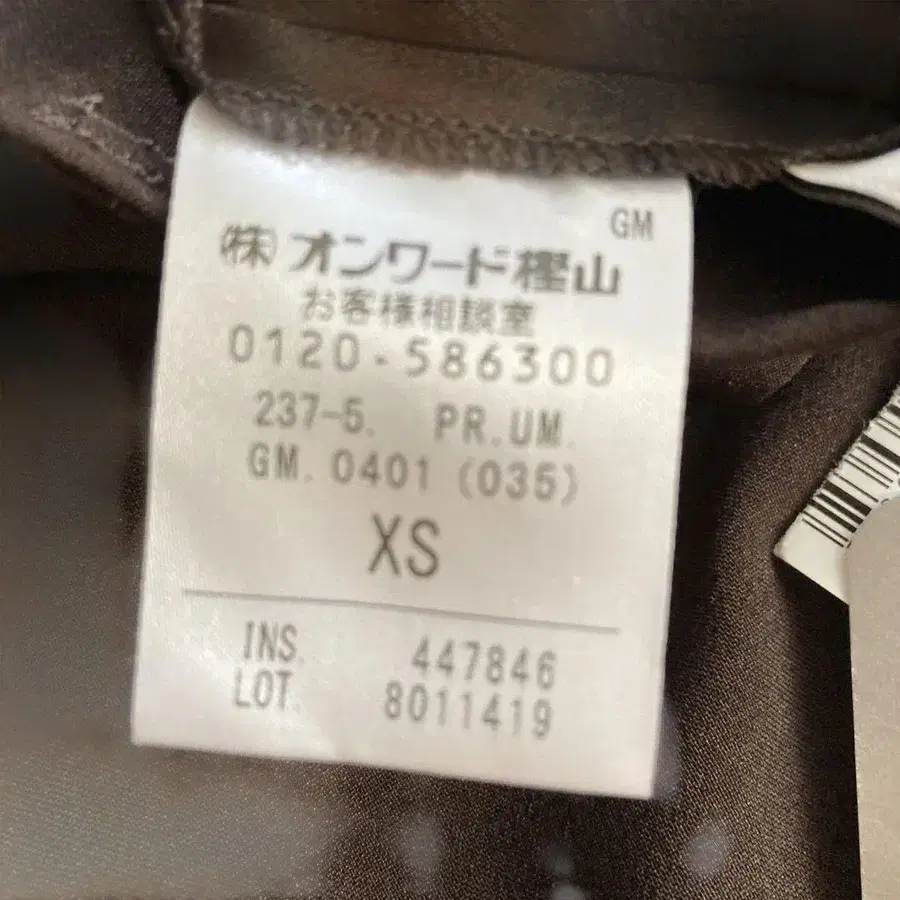 GM
㈱オンワード樫山
お客様相談室
0120-586300
237-5. PR.UM.
GM.0401 (035)
XS
INS. 447846
LOT. 8011419